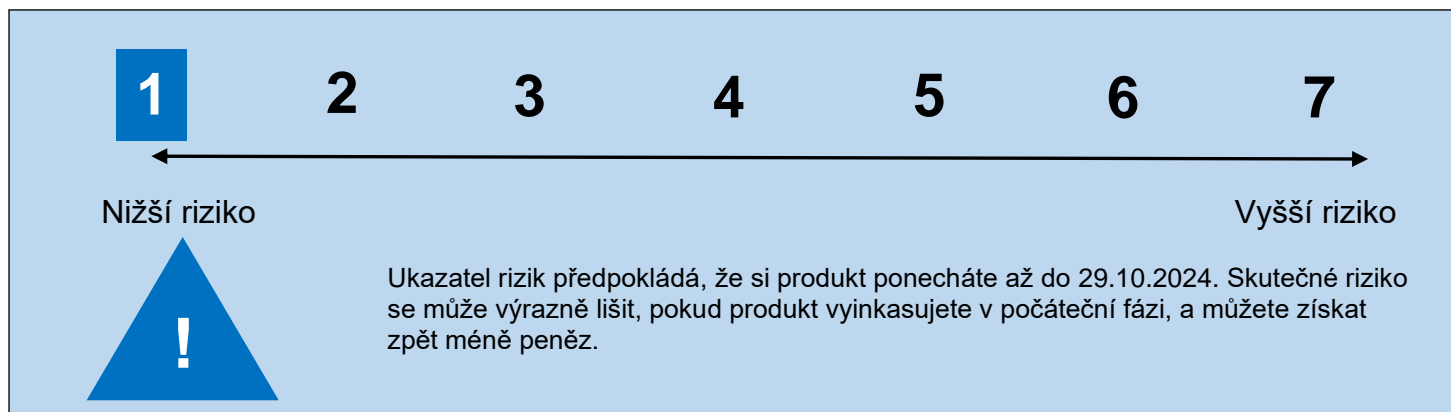 1 2 3 4 5 6 7
Nižší riziko Vyšší riziko
Ukazatel rizik předpokládá, že si produkt ponecháte až do 29.10.2024. Skutečné riziko
se může výrazně lišit, pokud produkt vyinkasujete v počáteční fázi, a můžete získat
zpět méně peněz.
!